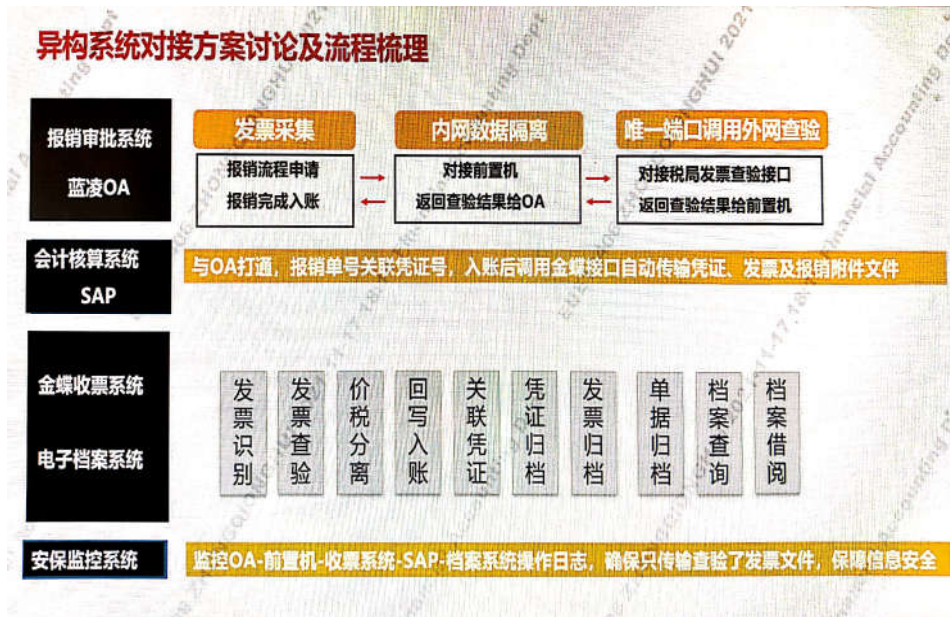 异构系统对接方案讨论及流程梳理
报销审批系统
蓝凌OA
发票采集
内网数据隔离
唯一端口调用外网查验
报销流程申请
报销完成入账
对接前置机
返回查验结果给OA
对接税局发票查验接口
返回查验结果给前置机
会计核算系统
SAP
与OA打通，报销单号关联凭证号，入账后调用金蝶接口自动传输凭证、发票及报销附件文件
金蝶收票系统
电子档案系统
发票识别
发票查验
价税分离
回写入账
关联凭证
凭证归档
发票归档
单据归档
档案查询
档案借阅
安保监控系统
监控OA-前置机-收票系统-SAP-档案系统操作日志，确保只传输查验了发票文件，保障信息安全